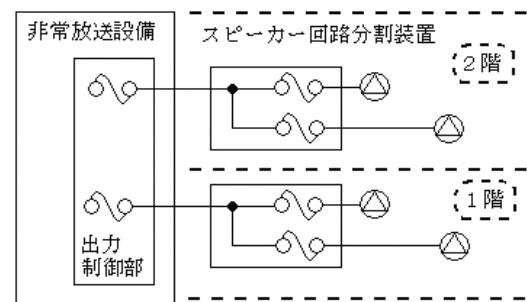 非常放送設備
スピーカー回路分割装置
2階
1階
出力
制御部